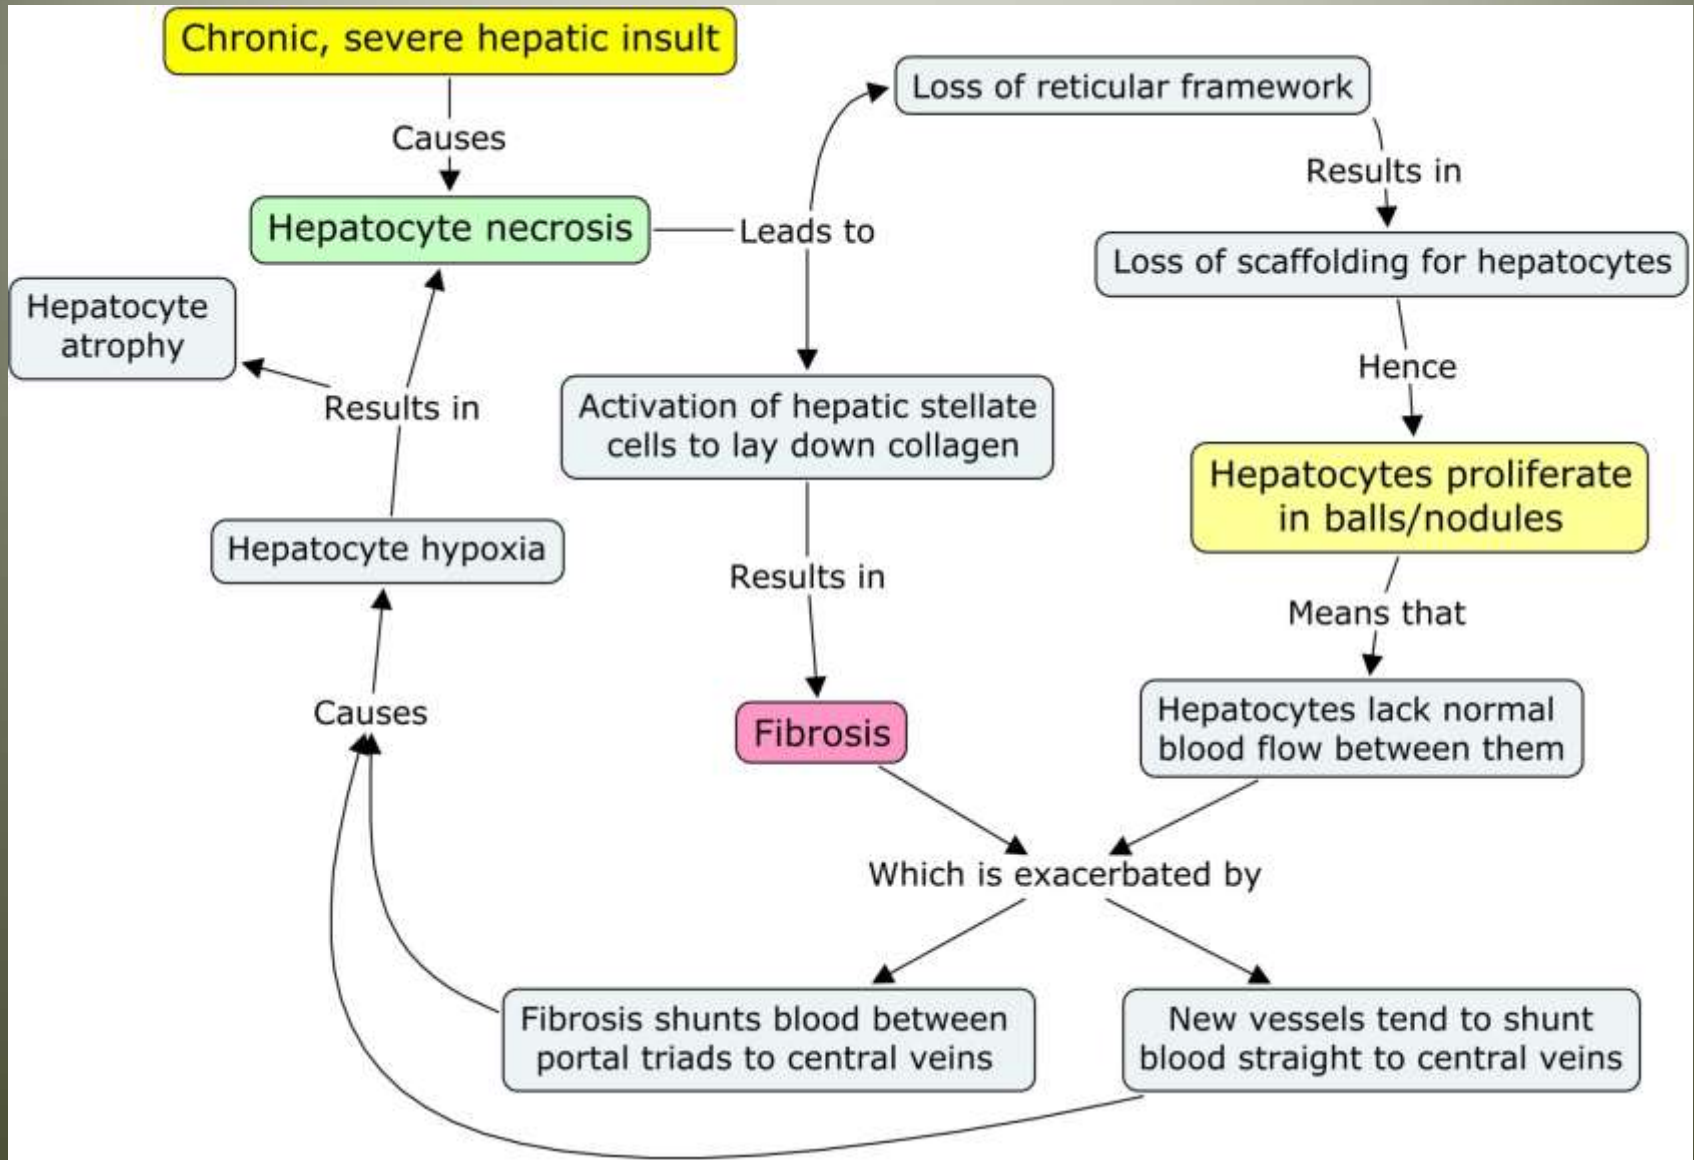 Chronic, severe hepatic insult
Causes
Loss of reticular framework
Results in
Hepatocyte necrosis
Leads to
Loss of scaffolding for hepatocytes
Hepatocyte
atrophy
Results in
Hence
Activation of hepatic stellate
cells to lay down collagen
Hepatocytes proliferate
in balls/nodules
Hepatocyte hypoxia
Results in
Means that
Causes
Fibrosis
Hepatocytes lack normal
blood flow between them
Which is exacerbated by
Fibrosis shunts blood between
portal triads to central veins
New vessels tend to shunt
blood straight to central veins